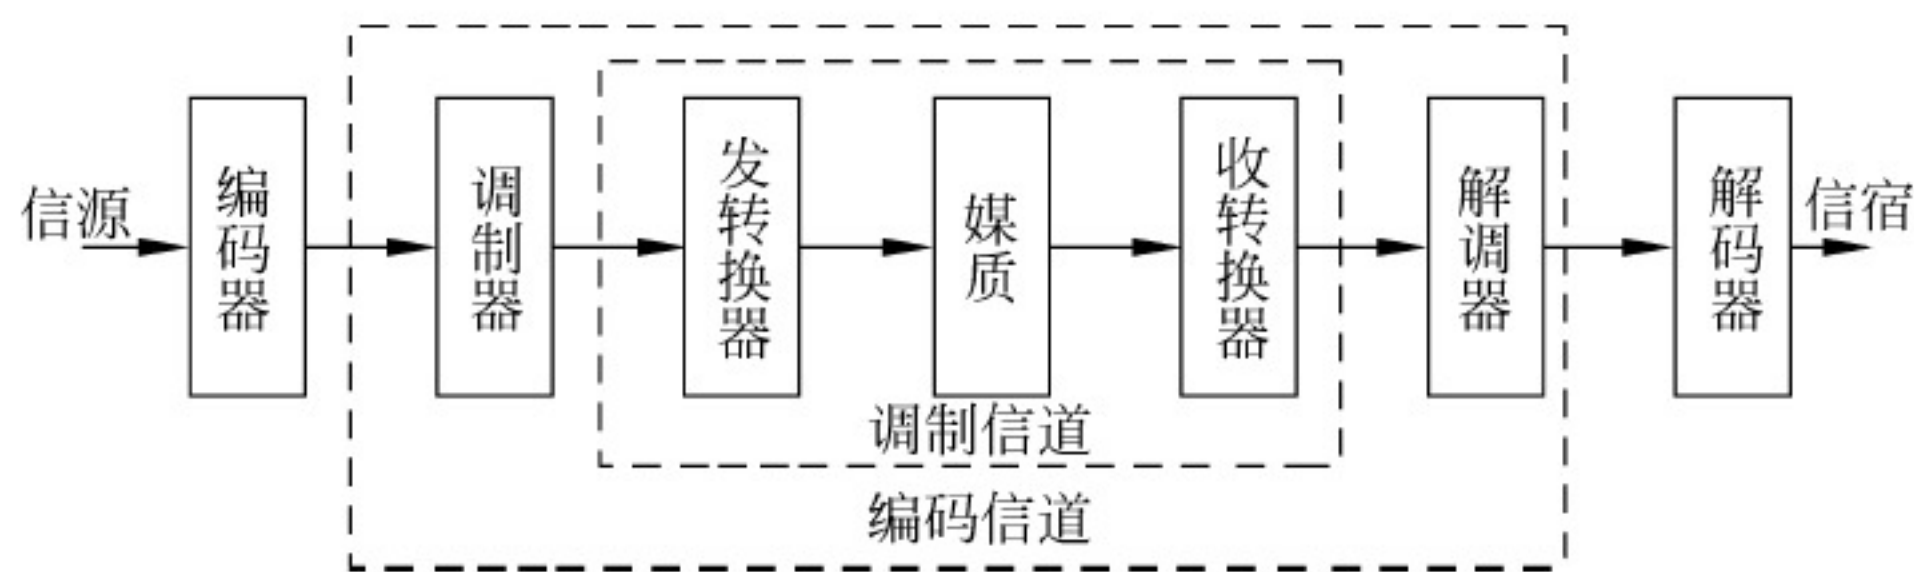 信源
编码器
调制器
发转换器
媒质
收转换器
解调器
解码器
信宿
调制信道
编码信道